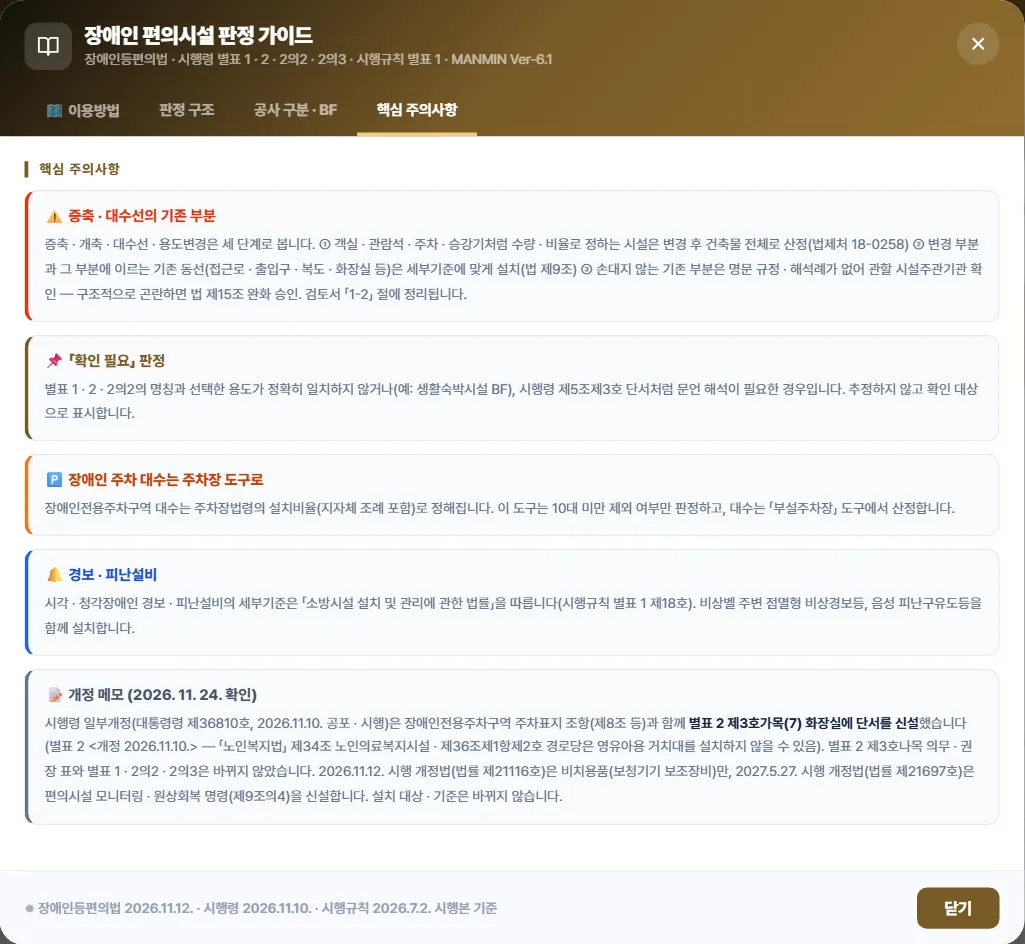 장애인 편의시설 판정 가이드
장애인등편의법 · 시행령 별표 1 · 2 · 2의2 · 2의3 · 시행규칙 별표 1 · MANMIN Ver-6.1
이용방법 판정 구조 공사 구분 · BF 핵심 주의사항
핵심 주의사항
증축 · 대수선의 기존 부분
증축 · 개축 · 대수선 · 용도변경은 세 단계로 봅니다. ① 객실 · 관람석 · 주차 · 승강기처럼 수량 · 비율로 정하는 시설은 변경 후 건축물 전체로 산정(법제처 18-0258) ② 변경 부분
과 그 부분에 이르는 기존 동선(접근로 · 출입구 · 복도 · 화장실 등)은 세부기준에 맞게 설치(법 제9조) ③ 손대지 않는 기존 부분은 명문 규정 · 해석례가 없어 관할 시설주관기관 확
인 — 구조적으로 곤란하면 법 제15조 완화 승인. 검토서 「1-2」 절에 정리됩니다.
『확인 필요』 판정
별표 1 · 2 · 2의2의 명칭과 선택한 용도가 정확히 일치하지 않거나(예: 생활숙박시설 BF), 시행령 제5조제3호 단서처럼 문언 해석이 필요한 경우입니다. 추정하지 않고 확인 대상
으로 표시합니다.
P 장애인 주차 대수는 주차장 도구로
장애인전용주차구역 대수는 주차장법령의 설치비율(지자체 조례 포함)로 정해집니다. 이 도구는 10대 미만 제외 여부만 판정하고, 대수는 「부설주차장」 도구에서 산정합니다.
경보 · 피난설비
시각 · 청각장애인 경보 · 피난설비의 세부기준은 「소방시설 설치 및 관리에 관한 법률」을 따릅니다(시행규칙 별표 1 제18호). 비상벨 주변 점멸형 비상경보등, 음성 피난구유도등을
함께 설치합니다.
개정 메모 (2026. 11. 24. 확인)
시행령 일부개정(대통령령 제36810호, 2026.11.10. 공포 · 시행)은 장애인전용주차구역 주차표지 조항(제8조 등)과 함께 별표 2 제3호가목(7) 화장실에 단서를 신설했습니다
(별표 2 <개정 2026.11.10.> — 「노인복지법」 제34조 노인의료복지시설 · 제36조제1항제2호 경로당은 영유아용 거치대를 설치하지 않을 수 있음). 별표 2 제3호나목 의무 · 권
장 표와 별표 1 · 2의2 · 2의3은 바뀌지 않았습니다. 2026.11.12. 시행 개정법(법률 제21116호)은 비치용품(보청기기 보조장비)만, 2027.5.27. 시행 개정법(법률 제21697호)은
편의시설 모니터링 · 원상회복 명령(제9조의4)을 신설합니다. 설치 대상 · 기준은 바뀌지 않습니다.
※ 장애인등편의법 2026.11.12. · 시행령 2026.11.10. · 시행규칙 2026.7.2. 시행본 기준
닫기